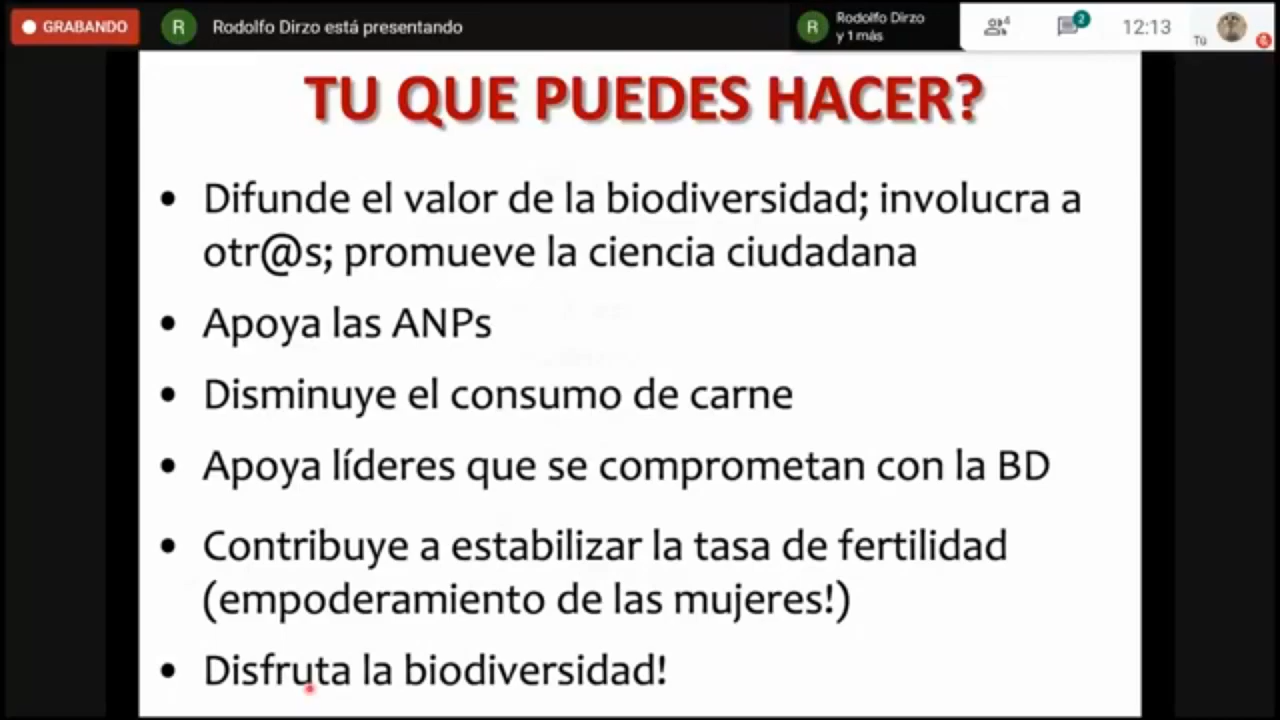 GRABANDO
R
Rodolfo Dirzo está presentando
R
Rodolfo Dirzo
y 1 más
4
2
12:13
Tú
TU QUE PUEDES HACER?
• Difunde el valor de la biodiversidad; involucra a
otr@s; promueve la ciencia ciudadana
• Apoya las ANPs
• Disminuye el consumo de carne
• Apoya líderes que se comprometan con la BD
• Contribuye a estabilizar la tasa de fertilidad
(empoderamiento de las mujeres!)
• Disfruta la biodiversidad!